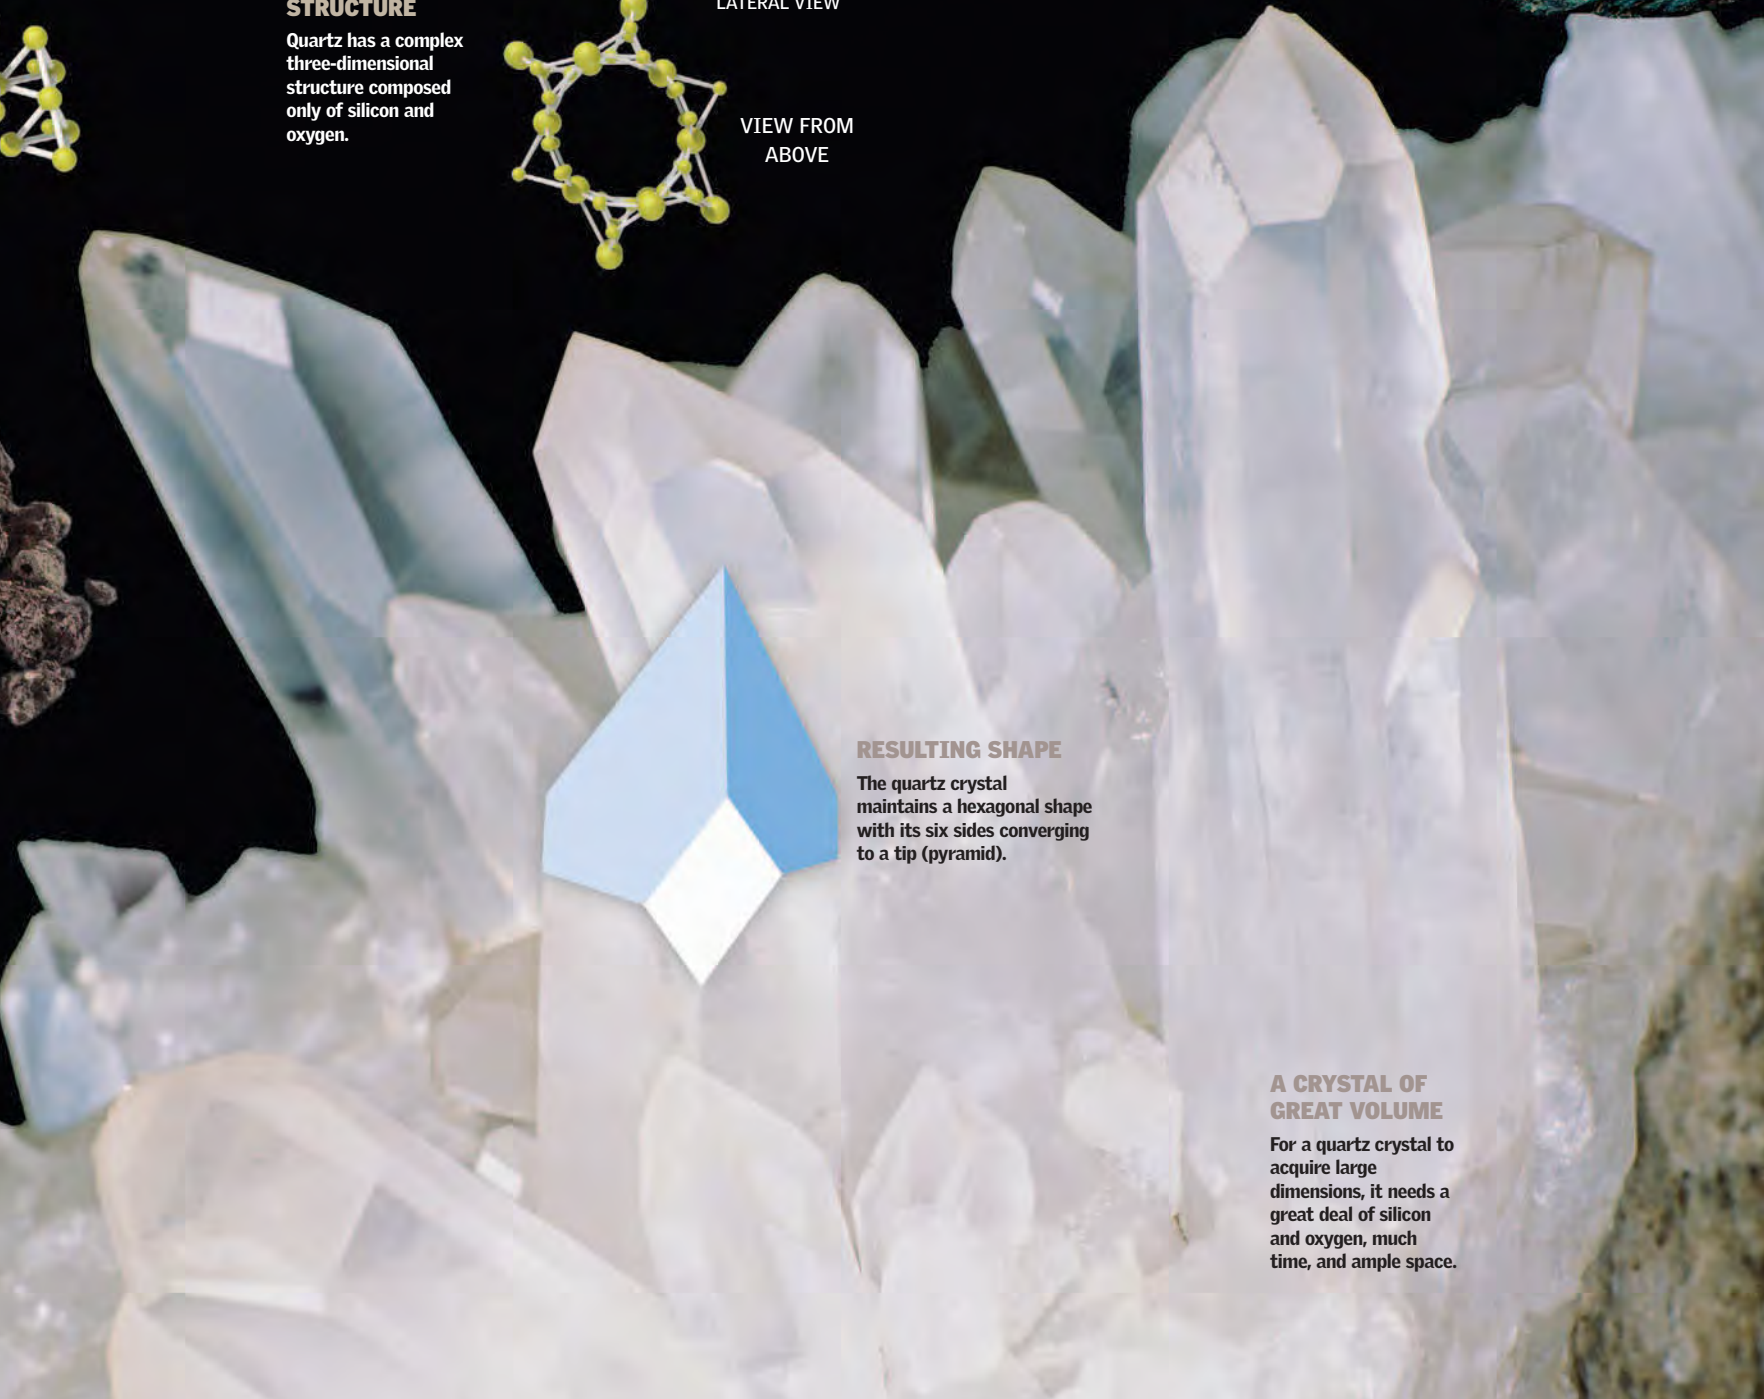 STRUCTURE
Quartz has a complex
three-dimensional
structure composed
only of silicon and
oxygen.
LATERAL VIEW
VIEW FROM
ABOVE
RESULTING SHAPE
The quartz crystal
maintains a hexagonal shape
with its six sides converging
to a tip (pyramid).
A CRYSTAL OF
GREAT VOLUME
For a quartz crystal to
acquire large
dimensions, it needs a
great deal of silicon
and oxygen, much
time, and ample space.